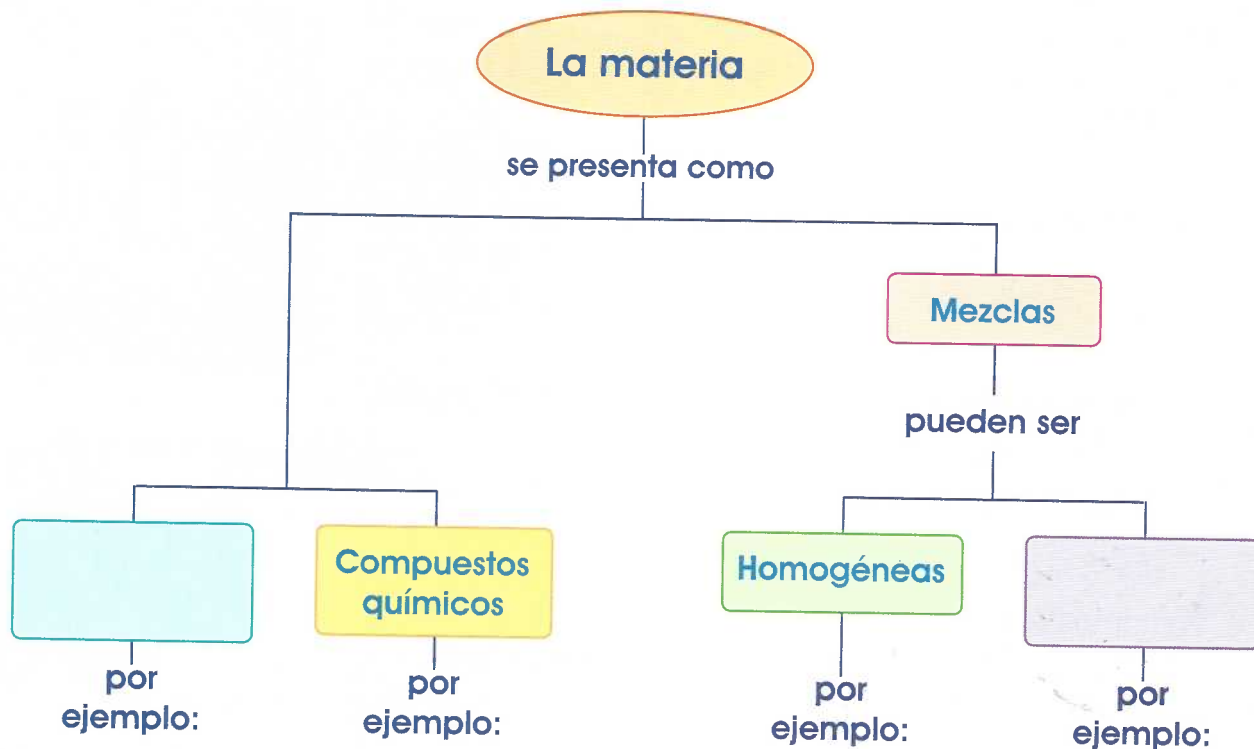 La materia
se presenta como
Mezclas
pueden ser
Compuestos
químicos
Homogéneas
por
ejemplo:
por
ejemplo:
por
ejemplo:
por
ejemplo: